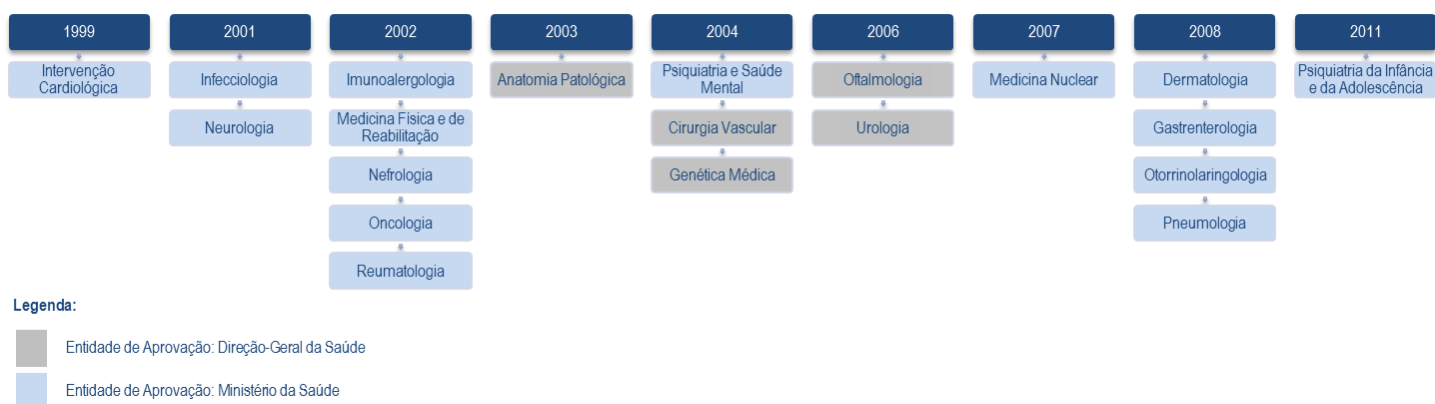 1999
Intervenção
Cardiológica
2001
Infecciologia
Neurologia
2002
Imunoalergologia
Medicina Física e de
Reabilitação
Nefrologia
Oncologia
Reumatologia
2003
Anatomia Patológica
2004
Psiquiatria e Saúde
Mental
Cirurgia Vascular
Genética Médica
2006
Oftalmologia
Urologia
2007
Medicina Nuclear
2008
Dermatologia
Gastrenterologia
Otorrinolaringologia
Pneumologia
2011
Psiquiatria da Infância
e da Adolescência
Legenda:
Entidade de Aprovação: Direção-Geral da Saúde
Entidade de Aprovação: Ministério da Saúde